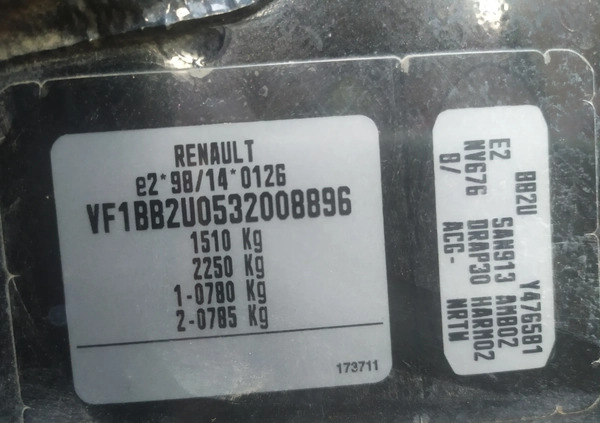 RENAULT
e2*98/14*0126
VF1BB2U0532008896
1510 Kg
2250 Kg
1-0780 Kg
2-0785 Kg
173711
BB2U Y476581
E2 SAN913 AMB02
NV676 DRAP30 HARM02
B/ ACC- NRTN